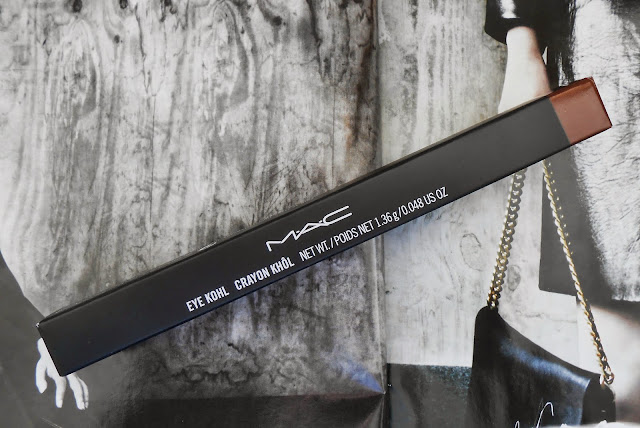 MAC
EYE KOHL CRAYON KHÔL NET WT. / POIDS NET 1.36 g / 0.048 US OZ